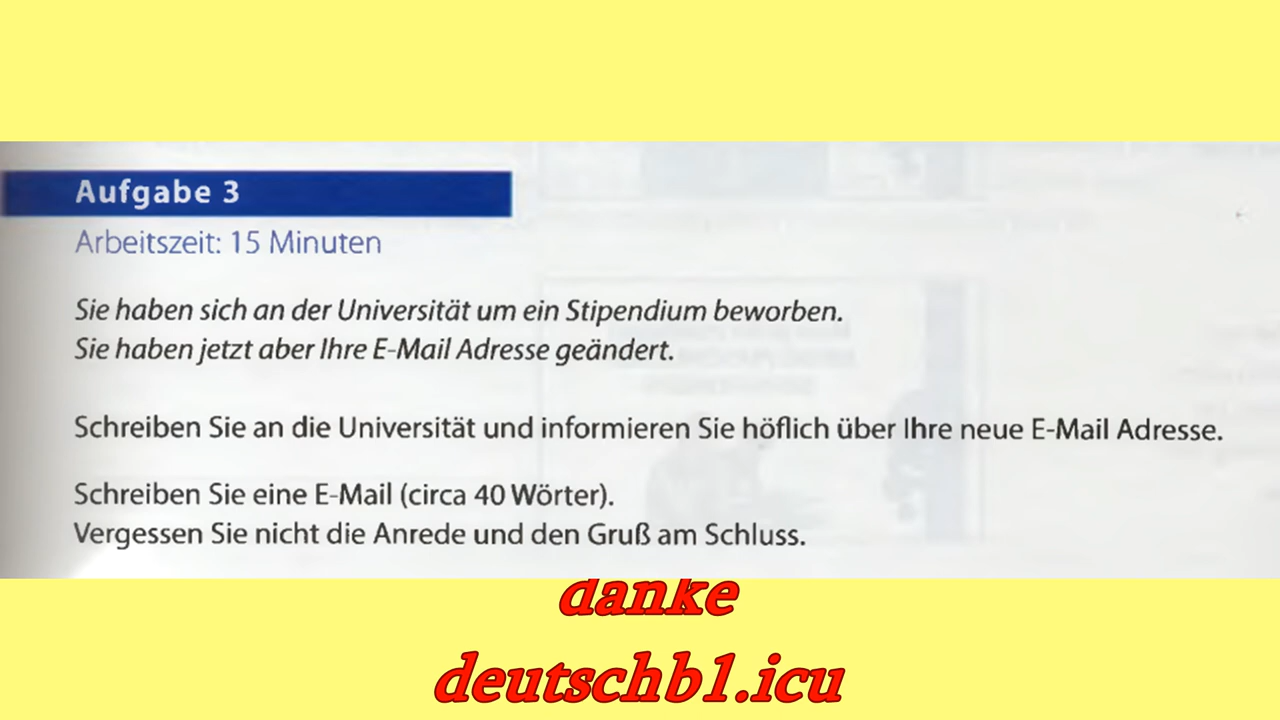 Aufgabe 3
Arbeitszeit: 15 Minuten
Sie haben sich an der Universität um ein Stipendium beworben.
Sie haben jetzt aber Ihre E-Mail Adresse geändert.
Schreiben Sie an die Universität und informieren Sie höflich über Ihre neue E-Mail Adresse.
Schreiben Sie eine E-Mail (circa 40 Wörter).
Vergessen Sie nicht die Anrede und den Gruß am Schluss.
danke
deutschb1.icu